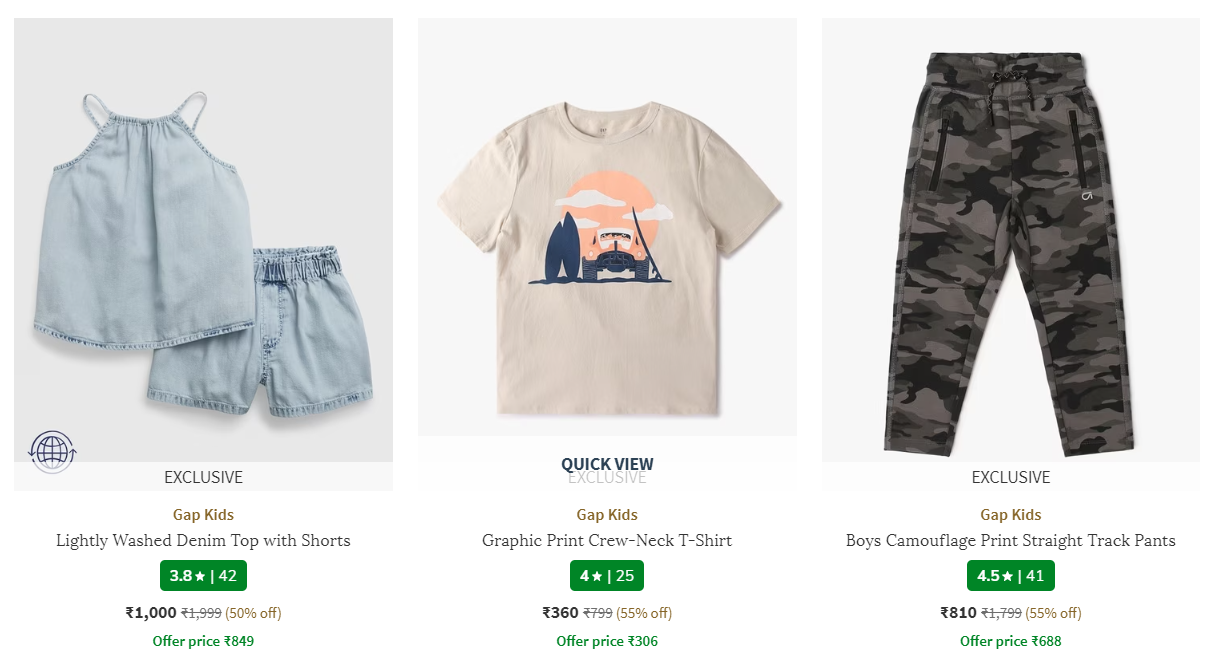 EXCLUSIVE
Gap Kids
Lightly Washed Denim Top with Shorts
3.8★ | 42
₹1,000 ₹1,999 (50% off)
Offer price ₹849
QUICK VIEW
EXCLUSIVE
Gap Kids
Graphic Print Crew-Neck T-Shirt
4★ | 25
₹360 ₹799 (55% off)
Offer price ₹306
EXCLUSIVE
Gap Kids
Boys Camouflage Print Straight Track Pants
4.5★ | 41
₹810 ₹1,799 (55% off)
Offer price ₹688